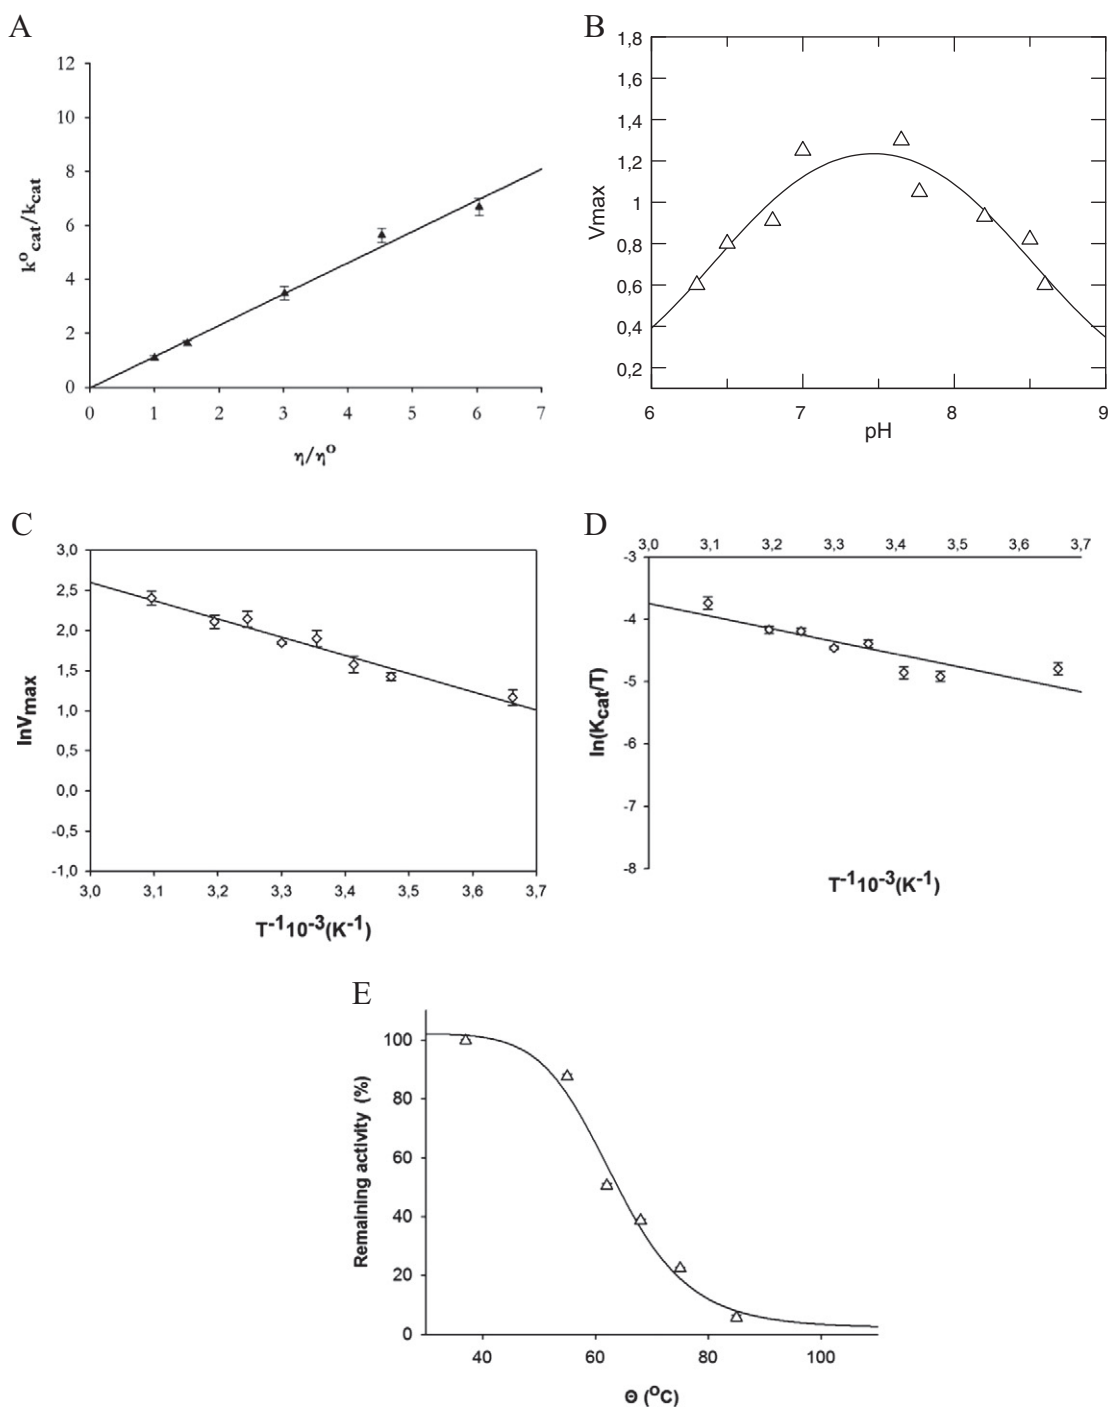 A
12
10
8
6
4
2
0
k⁰cat/kcat
0 1 2 3 4 5 6 7
η/η⁰
B
1,8
1,6
1,4
1,2
1
0,8
0,6
0,4
0,2
Vmax
6 7 8 9
pH
C
3,0
2,5
2,0
1,5
1,0
0,5
0,0
-0,5
-1,0
lnVmax
3,0 3,1 3,2 3,3 3,4 3,5 3,6 3,7
T-110-3(K-1)
D
3,0 3,1 3,2 3,3 3,4 3,5 3,6 3,7
-3
-4
-5
-6
-7
-8
ln(Kcat/T)
T-110-3(K-1)
E
100
80
60
40
20
0
Remaining activity (%)
40 60 80 100
Θ (OC)